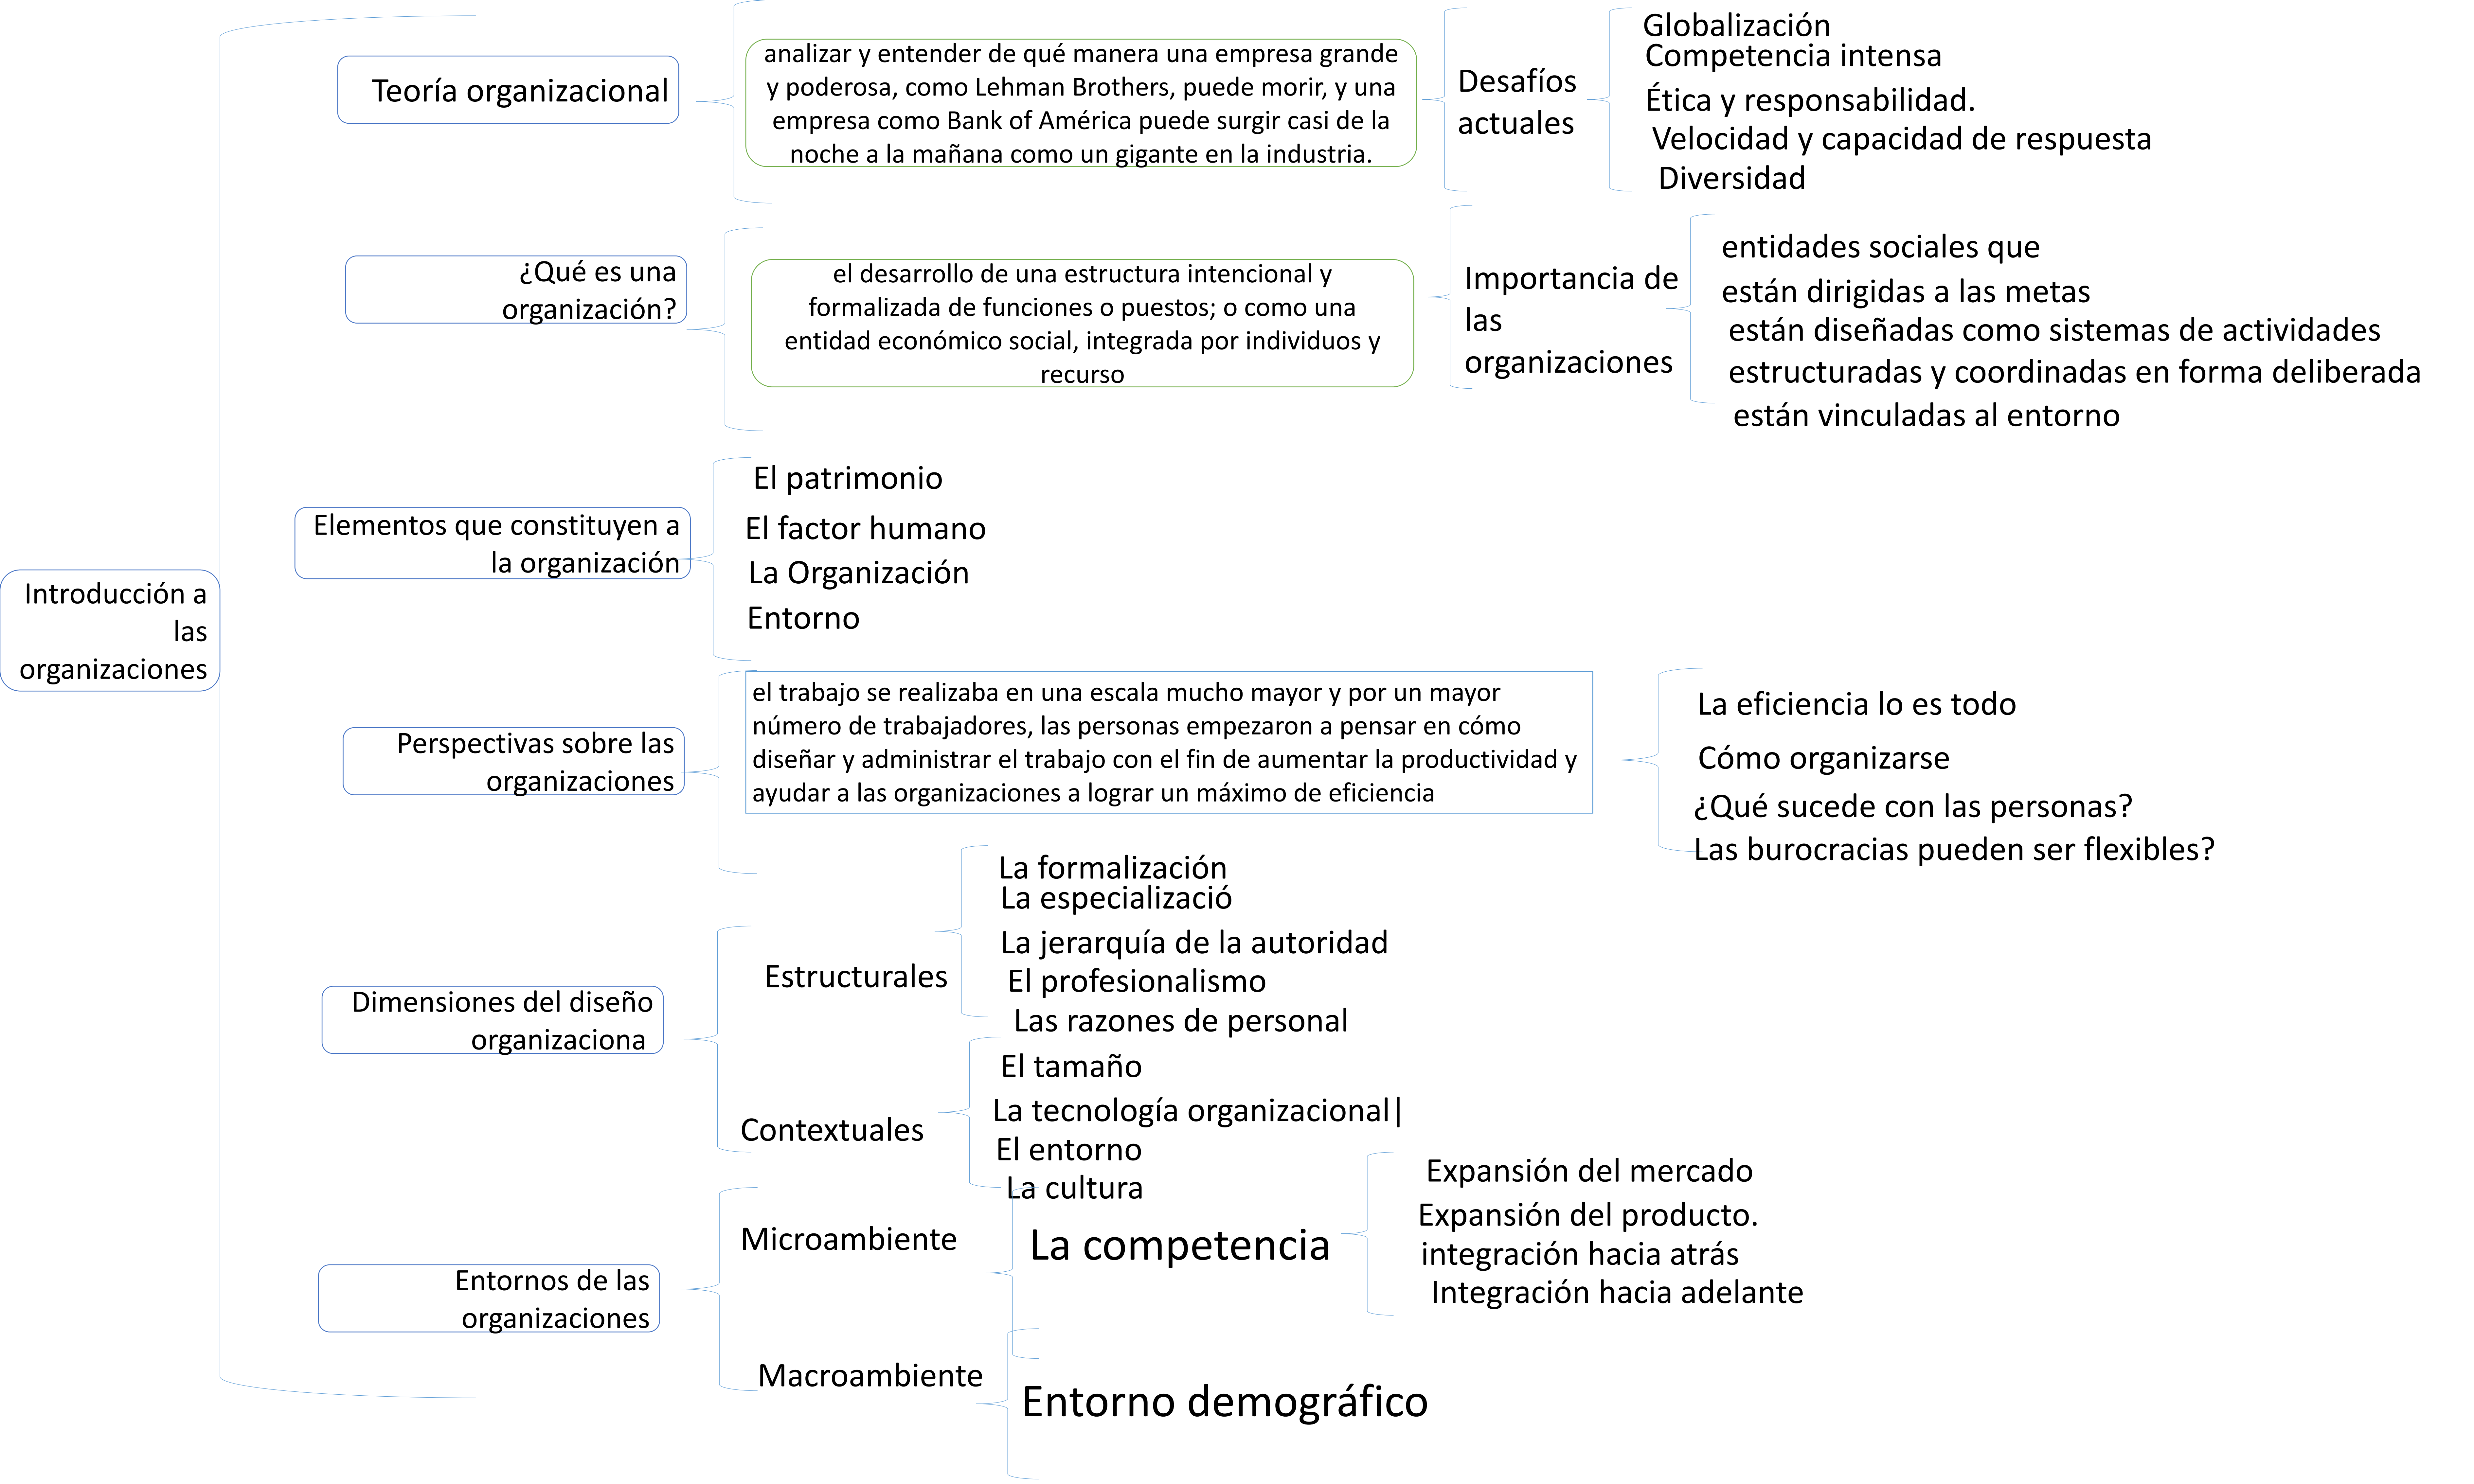 Introducción a
las
organizaciones
Teoría organizacional
analizar y entender de qué manera una empresa grande
y poderosa, como Lehman Brothers, puede morir, y una
empresa como Bank of América puede surgir casi de la
noche a la mañana como un gigante en la industria.
Desafíos
actuales
Globalización
Competencia intensa
Ética y responsabilidad.
Velocidad y capacidad de respuesta
Diversidad
¿Qué es una
organización?
el desarrollo de una estructura intencional y
formalizada de funciones o puestos; o como una
entidad económico social, integrada por individuos y
recurso
Importancia de
las
organizaciones
entidades sociales que
están dirigidas a las metas
están diseñadas como sistemas de actividades
estructuradas y coordinadas en forma deliberada
están vinculadas al entorno
Elementos que constituyen a
la organización
El patrimonio
El factor humano
La Organización
Entorno
Perspectivas sobre las
organizaciones
el trabajo se realizaba en una escala mucho mayor y por un mayor
número de trabajadores, las personas empezaron a pensar en cómo
diseñar y administrar el trabajo con el fin de aumentar la productividad y
ayudar a las organizaciones a lograr un máximo de eficiencia
La eficiencia lo es todo
Cómo organizarse
¿Qué sucede con las personas?
Las burocracias pueden ser flexibles?
Dimensiones del diseño
organizaciona
Estructurales
La formalización
La especializació
La jerarquía de la autoridad
El profesionalismo
Las razones de personal
Contextuales
El tamaño
La tecnología organizacional|
El entorno
La cultura
Entornos de las
organizaciones
Microambiente
La competencia
Expansión del mercado
Expansión del producto.
integración hacia atrás
Integración hacia adelante
Macroambiente
Entorno demográfico